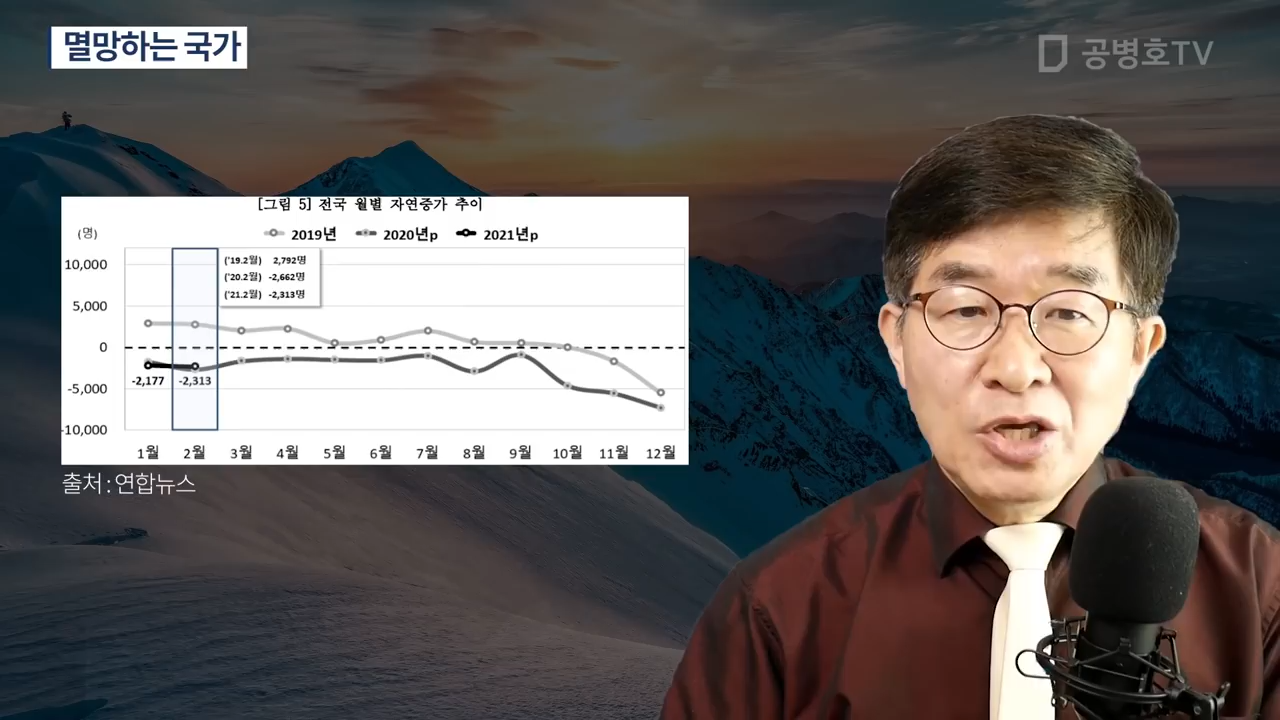 멸망하는 국가
공병호TV
[그림 5] 전국 월별 자연증가 추이
(명)
2019년 2020년p 2021년p
('19.2월) 2,792명
('20.2월) -2,662명
('21.2월) -2,313명
10,000
5,000
0
-5,000
-10,000
-2,177 -2,313
1월 2월 3월 4월 5월 6월 7월 8월 9월 10월 11월 12월
출처 : 연합뉴스